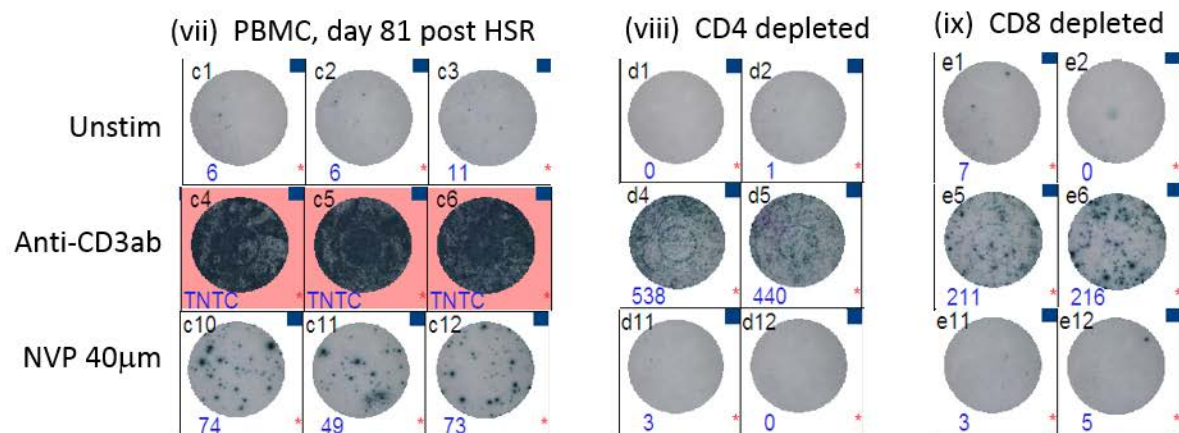 (vii) PBMC, day 81 post HSR
(viii) CD4 depleted
(ix) CD8 depleted
Unstim
c1 c2 c3 d1 d2 e1 e2
6 * 6 * 11 * 0 * 1 * 7 * 0 *
Anti-CD3ab
c4 c5 c6 d4 d5 e5 e6
TNTC * TNTC * TNTC * 538 * 440 * 211 * 216 *
NVP 40μm
c10 c11 c12 d11 d12 e11 e12
74 * 49 * 73 * 3 * 0 * 3 * 5 *